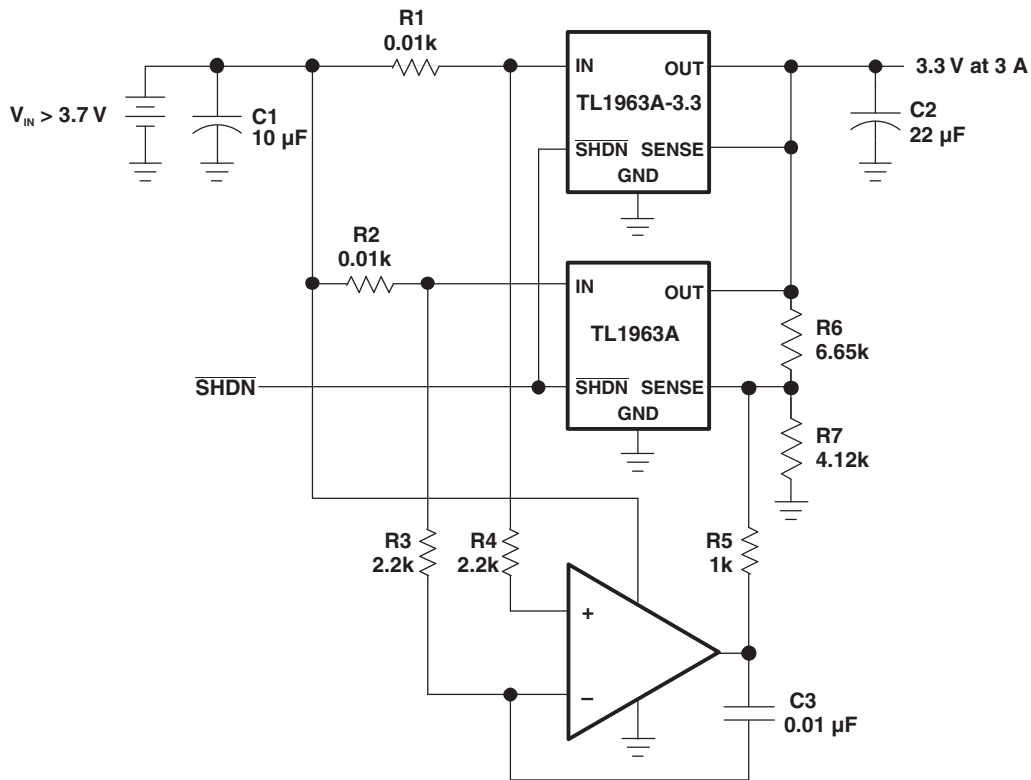 R1
0.01k
IN
OUT
3.3 V at 3 A
TL1963A-3.3
V_IN > 3.7 V
C1
10 µF
C2
22 µF
SHDN
SENSE
GND
R2
0.01k
IN
OUT
TL1963A
R6
6.65k
SHDN
SHDN
SENSE
GND
R7
4.12k
R3
2.2k
R4
2.2k
R5
1k
+
–
C3
0.01 µF